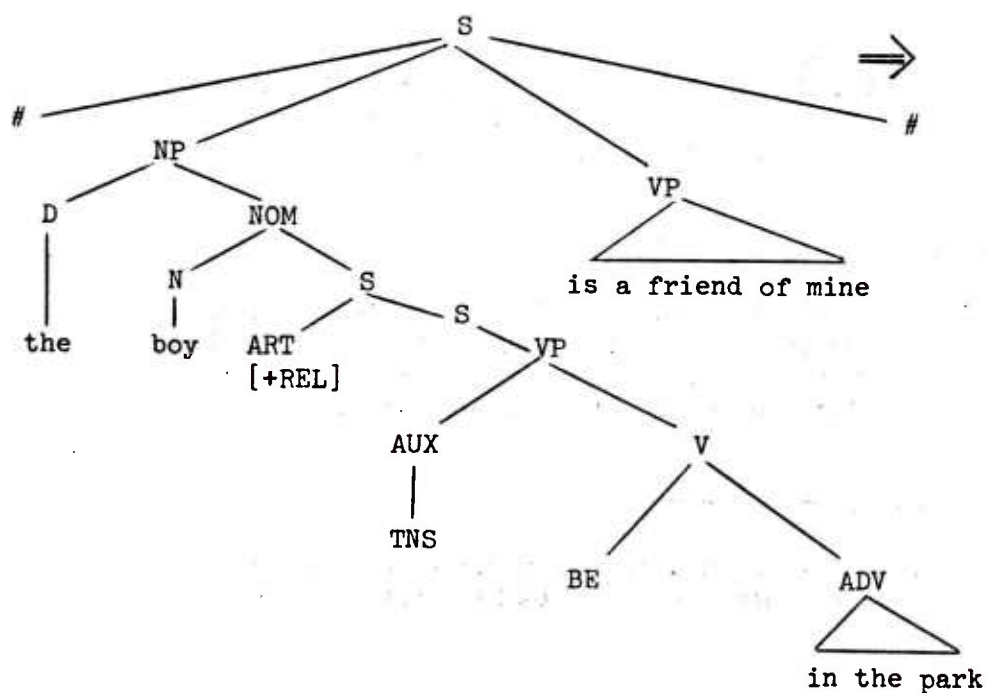 S
⇒
# #
NP
VP
D NOM
N S
is a friend of mine
S
the boy ART VP
[+REL]
AUX V
TNS
BE ADV
in the park